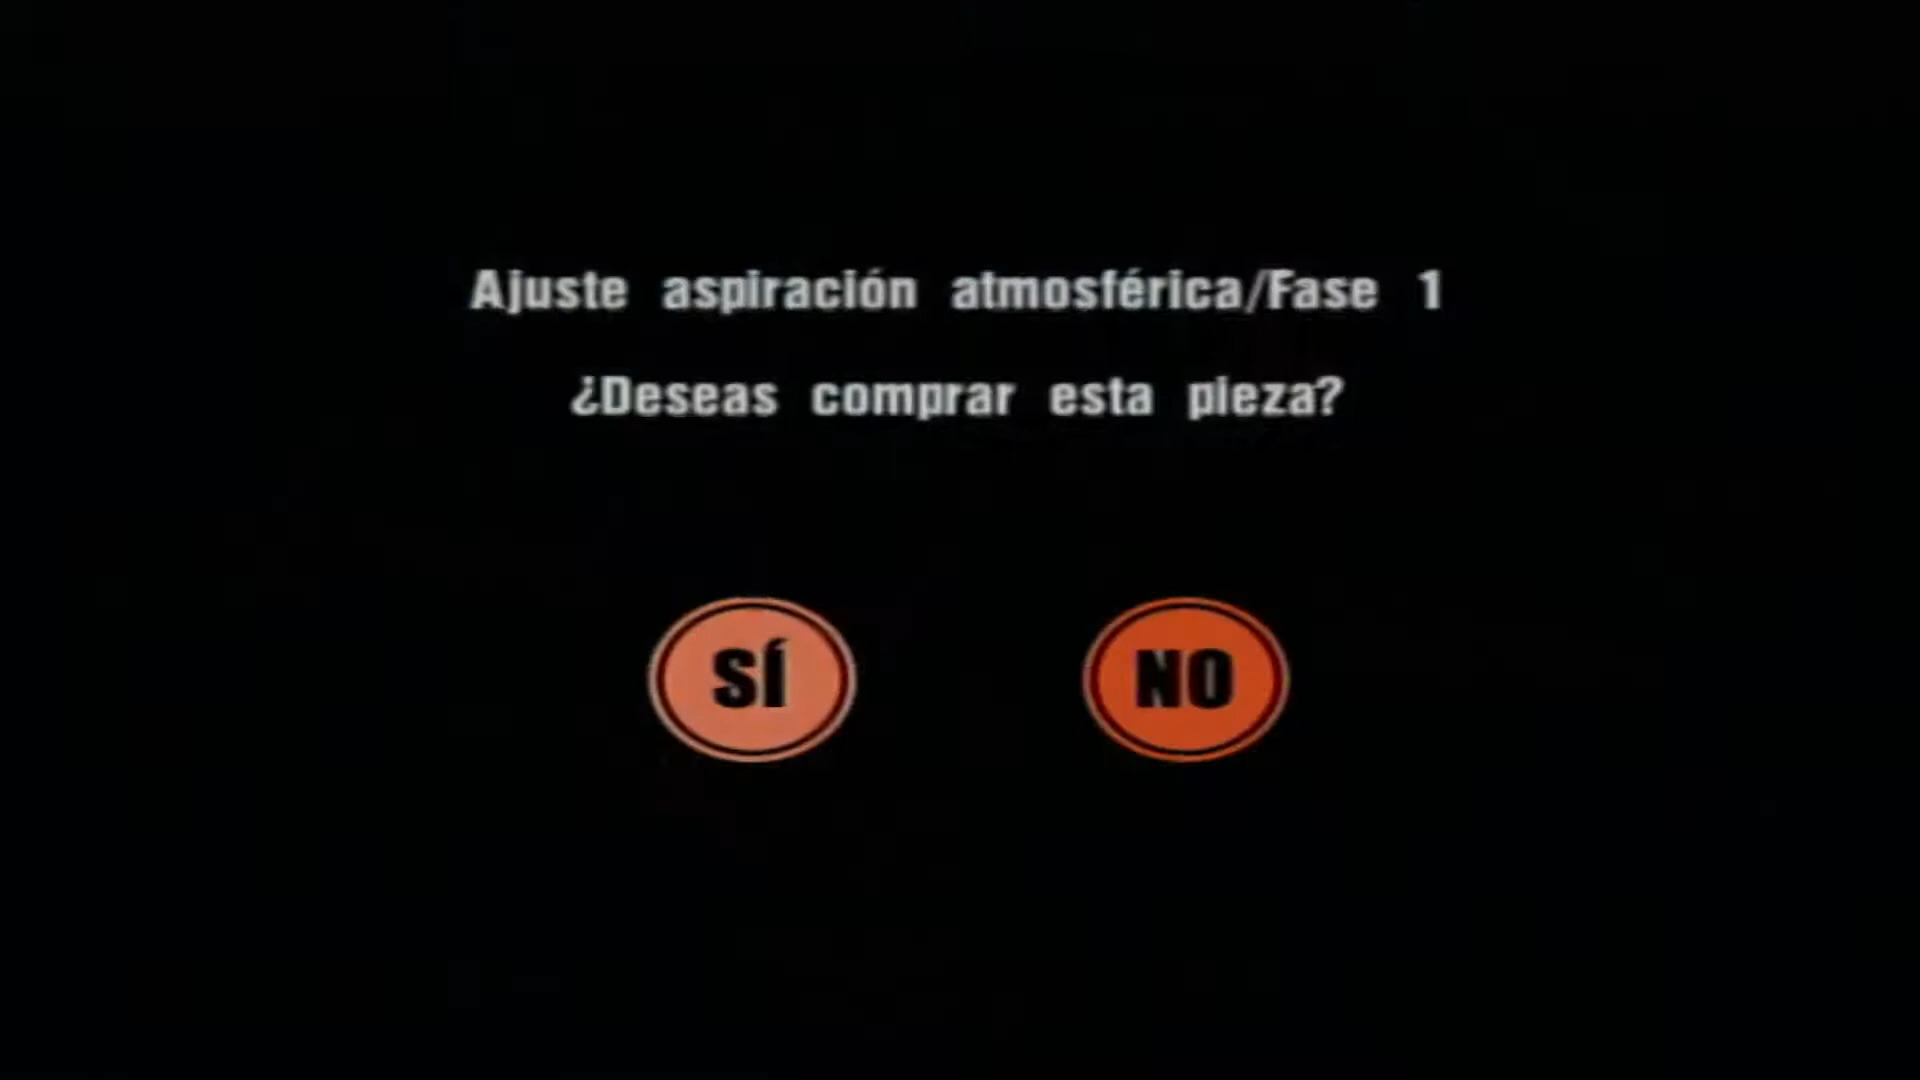 Ajuste aspiración atmosférica/Fase 1
¿Deseas comprar esta pieza?
SÍ
NO